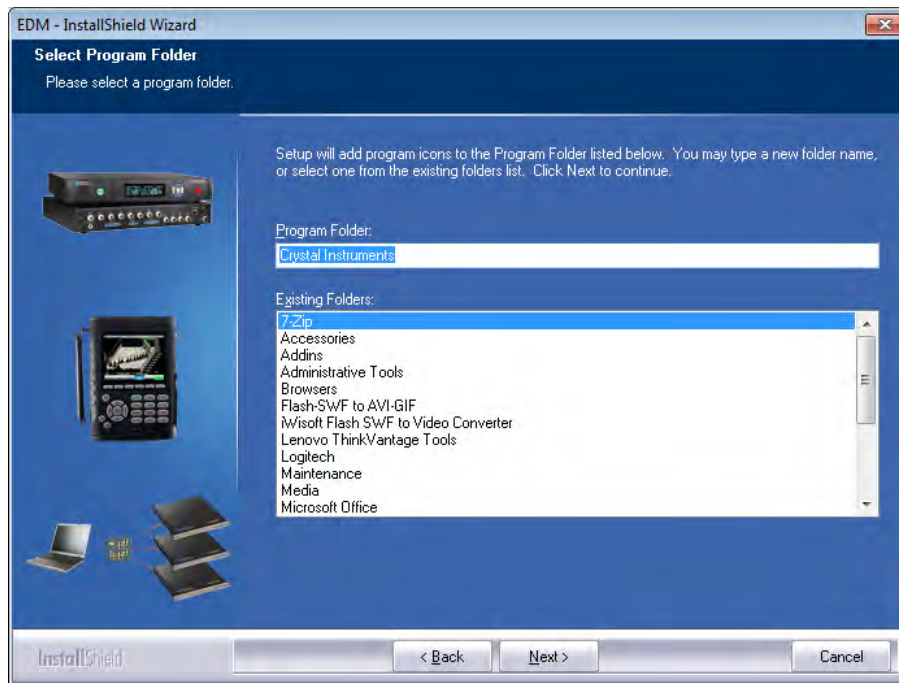 EDM - InstallShield Wizard
Select Program Folder
Please select a program folder.
Setup will add program icons to the Program Folder listed below. You may type a new folder name,
or select one from the existing folders list. Click Next to continue.
Program Folder:
Crystal Instruments
Existing Folders:
7-Zip
Accessories
Addins
Administrative Tools
Browsers
Flash-SWF to AVI-GIF
iWisoft Flash SWF to Video Converter
Lenovo ThinkVantage Tools
Logitech
Maintenance
Media
Microsoft Office
InstallShield
< Back
Next >
Cancel